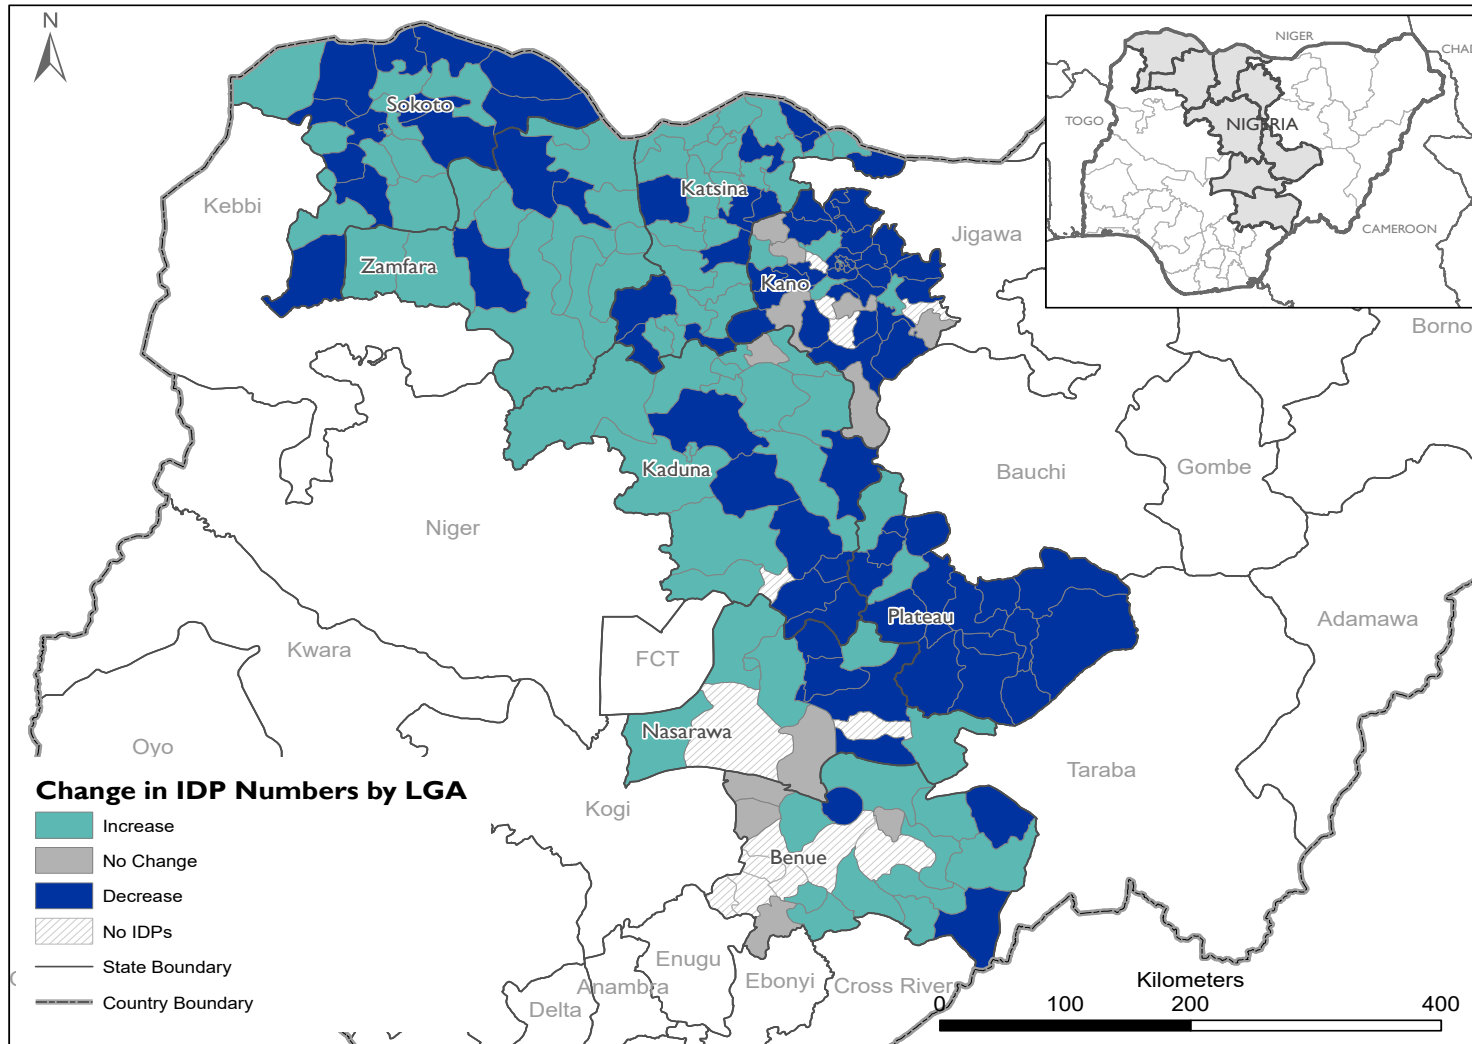 N
NIGER
CHAD
TOGO
NIGERIA
CAMEROON
Sokoto
Kebbi
Katsina
Jigawa
Zamfara
Kano
Borno
Kaduna
Bauchi
Gombe
Niger
Plateau
Adamawa
Kwara
FCT
Nasarawa
Oyo
Taraba
Kogi
Benue
Enugu
Ebonyi
Cross River
Anambra
Delta
Change in IDP Numbers by LGA
Increase
No Change
Decrease
No IDPs
State Boundary
Country Boundary
Kilometers
0 100 200 400